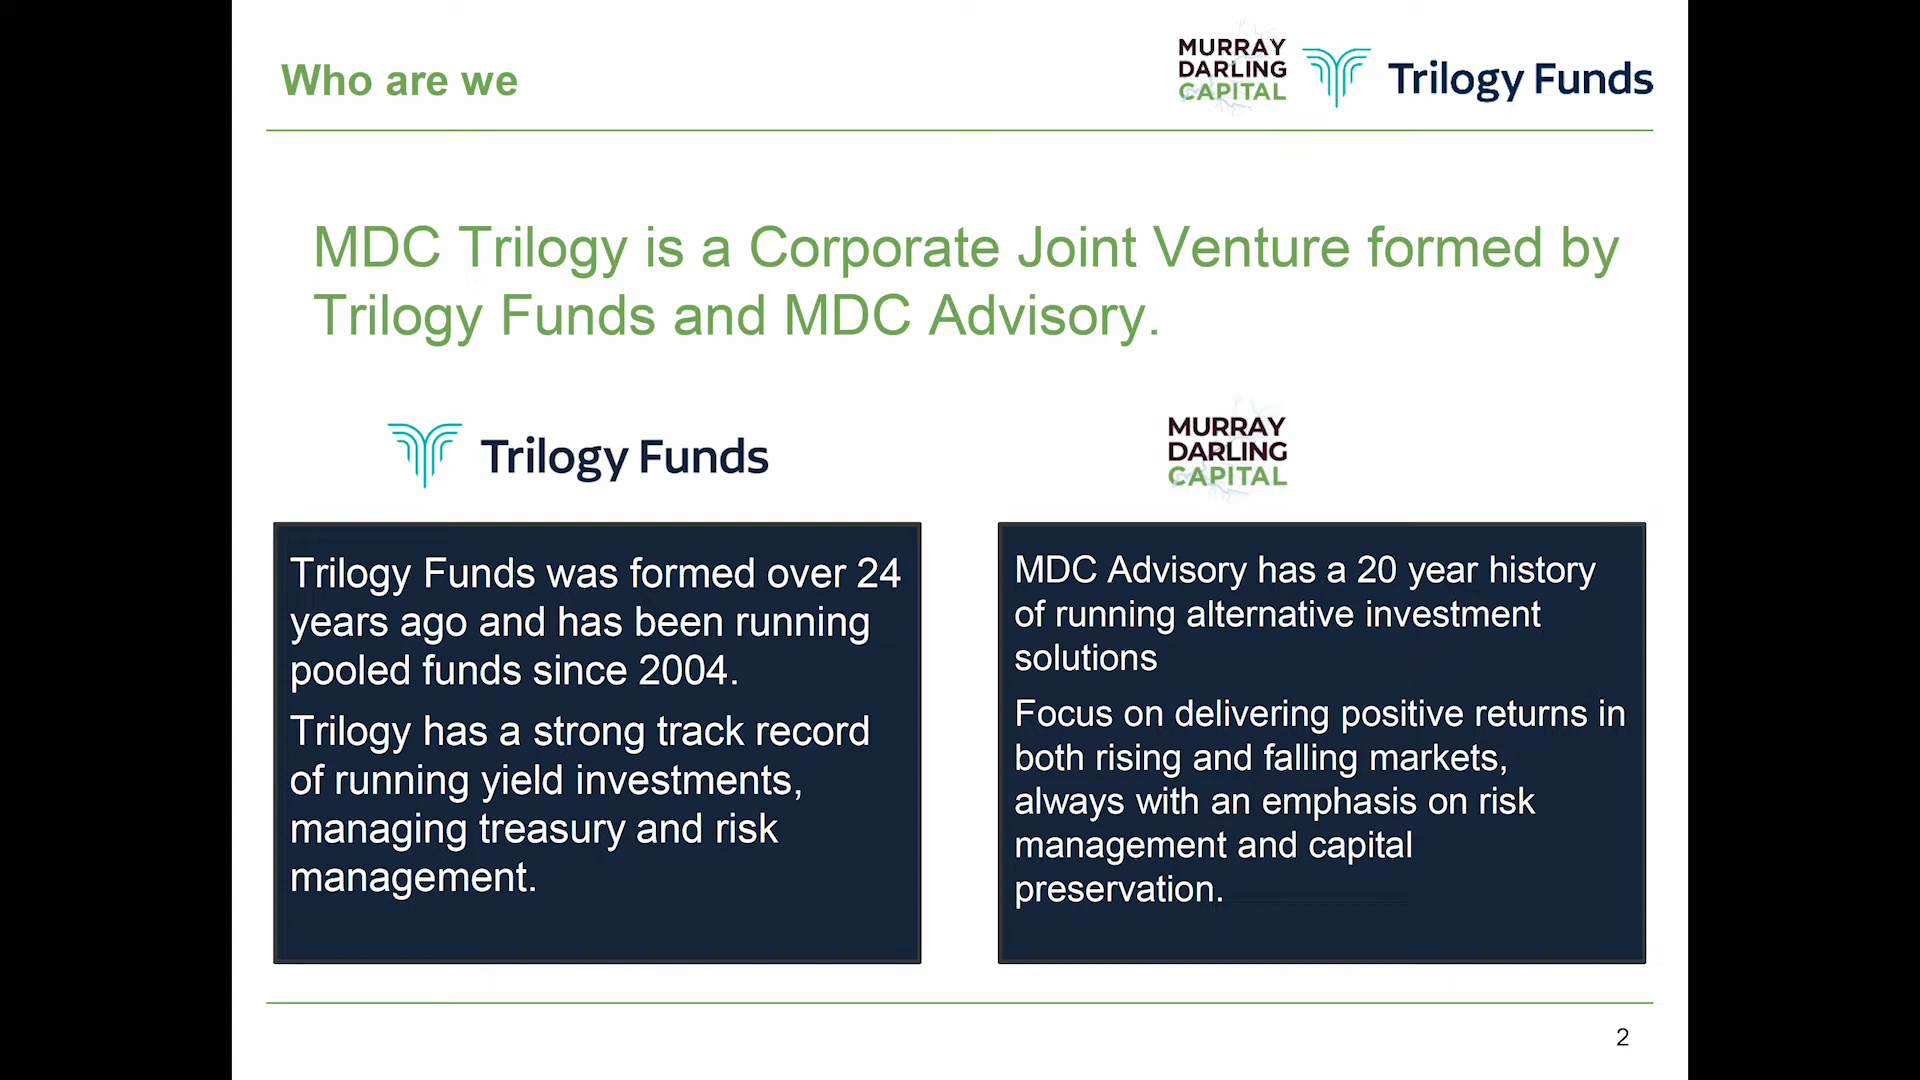 Who are we
MURRAY
DARLING
CAPITAL
Trilogy Funds
MDC Trilogy is a Corporate Joint Venture formed by
Trilogy Funds and MDC Advisory.
Trilogy Funds
MURRAY
DARLING
CAPITAL
Trilogy Funds was formed over 24
years ago and has been running
pooled funds since 2004.
Trilogy has a strong track record
of running yield investments,
managing treasury and risk
management.
MDC Advisory has a 20 year history
of running alternative investment
solutions
Focus on delivering positive returns in
both rising and falling markets,
always with an emphasis on risk
management and capital
preservation.
2